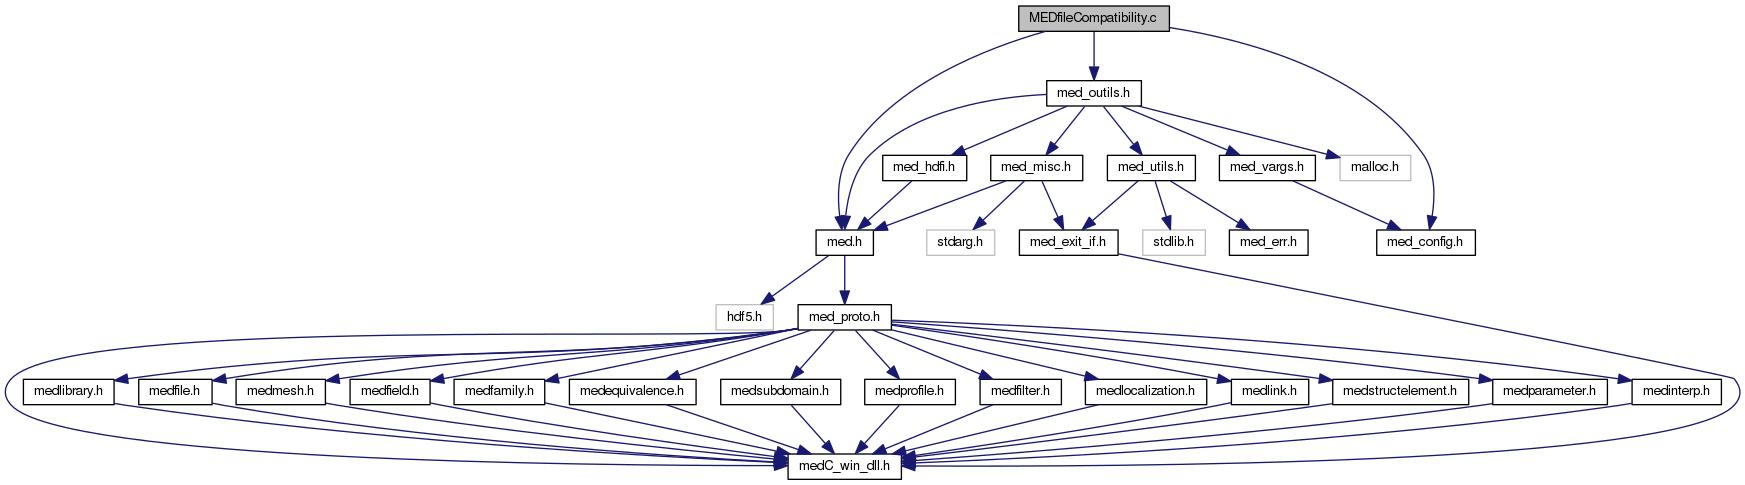 MEDfileCompatibility.c
med_outils.h
med_hdfi.h
med_misc.h
med_utils.h
med_vargs.h
malloc.h
med.h
stdarg.h
med_exit_if.h
stdlib.h
med_err.h
med_config.h
hdf5.h
med_proto.h
medlibrary.h
medfile.h
medmesh.h
medfield.h
medfamily.h
medequivalence.h
medsubdomain.h
medprofile.h
medfilter.h
medlocalization.h
medlink.h
medstructelement.h
medparameter.h
medinterp.h
medC_win_dll.h